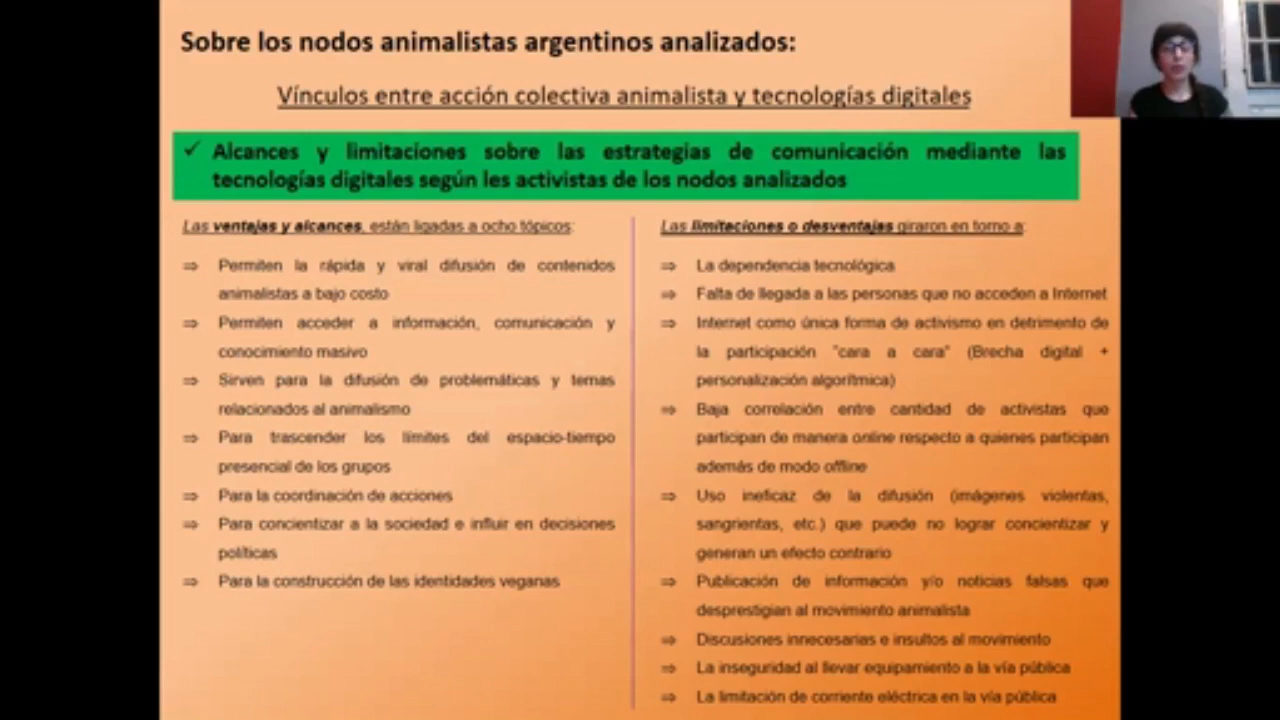 Sobre los nodos animalistas argentinos analizados:
Vínculos entre acción colectiva animalista y tecnologías digitales
✓ Alcances y limitaciones sobre las estrategias de comunicación mediante las
tecnologías digitales según les activistas de los nodos analizados
Las ventajas y alcances, están ligadas a ocho tópicos:
⇒ Permiten la rápida y viral difusión de contenidos
animalistas a bajo costo
⇒ Permiten acceder a información, comunicación y
conocimiento masivo
⇒ Sirven para la difusión de problemáticas y temas
relacionados al animalismo
⇒ Para trascender los límites del espacio-tiempo
presencial de los grupos
⇒ Para la coordinación de acciones
⇒ Para concientizar a la sociedad e influir en decisiones
políticas
⇒ Para la construcción de las identidades veganas
Las limitaciones o desventajas giraron en torno a:
⇒ La dependencia tecnológica
⇒ Falta de llegada a las personas que no acceden a Internet
⇒ Internet como única forma de activismo en detrimento de
la participación "cara a cara" (Brecha digital +
personalización algorítmica)
⇒ Baja correlación entre cantidad de activistas que
participan de manera online respecto a quienes participan
además de modo offline
⇒ Uso ineficaz de la difusión (imágenes violentas,
sangrientas, etc.) que puede no lograr concientizar y
generan un efecto contrario
⇒ Publicación de información y/o noticias falsas que
desprestigian al movimiento animalista
⇒ Discusiones innecesarias e insultos al movimiento
⇒ La inseguridad al llevar equipamiento a la vía pública
⇒ La limitación de corriente eléctrica en la vía pública